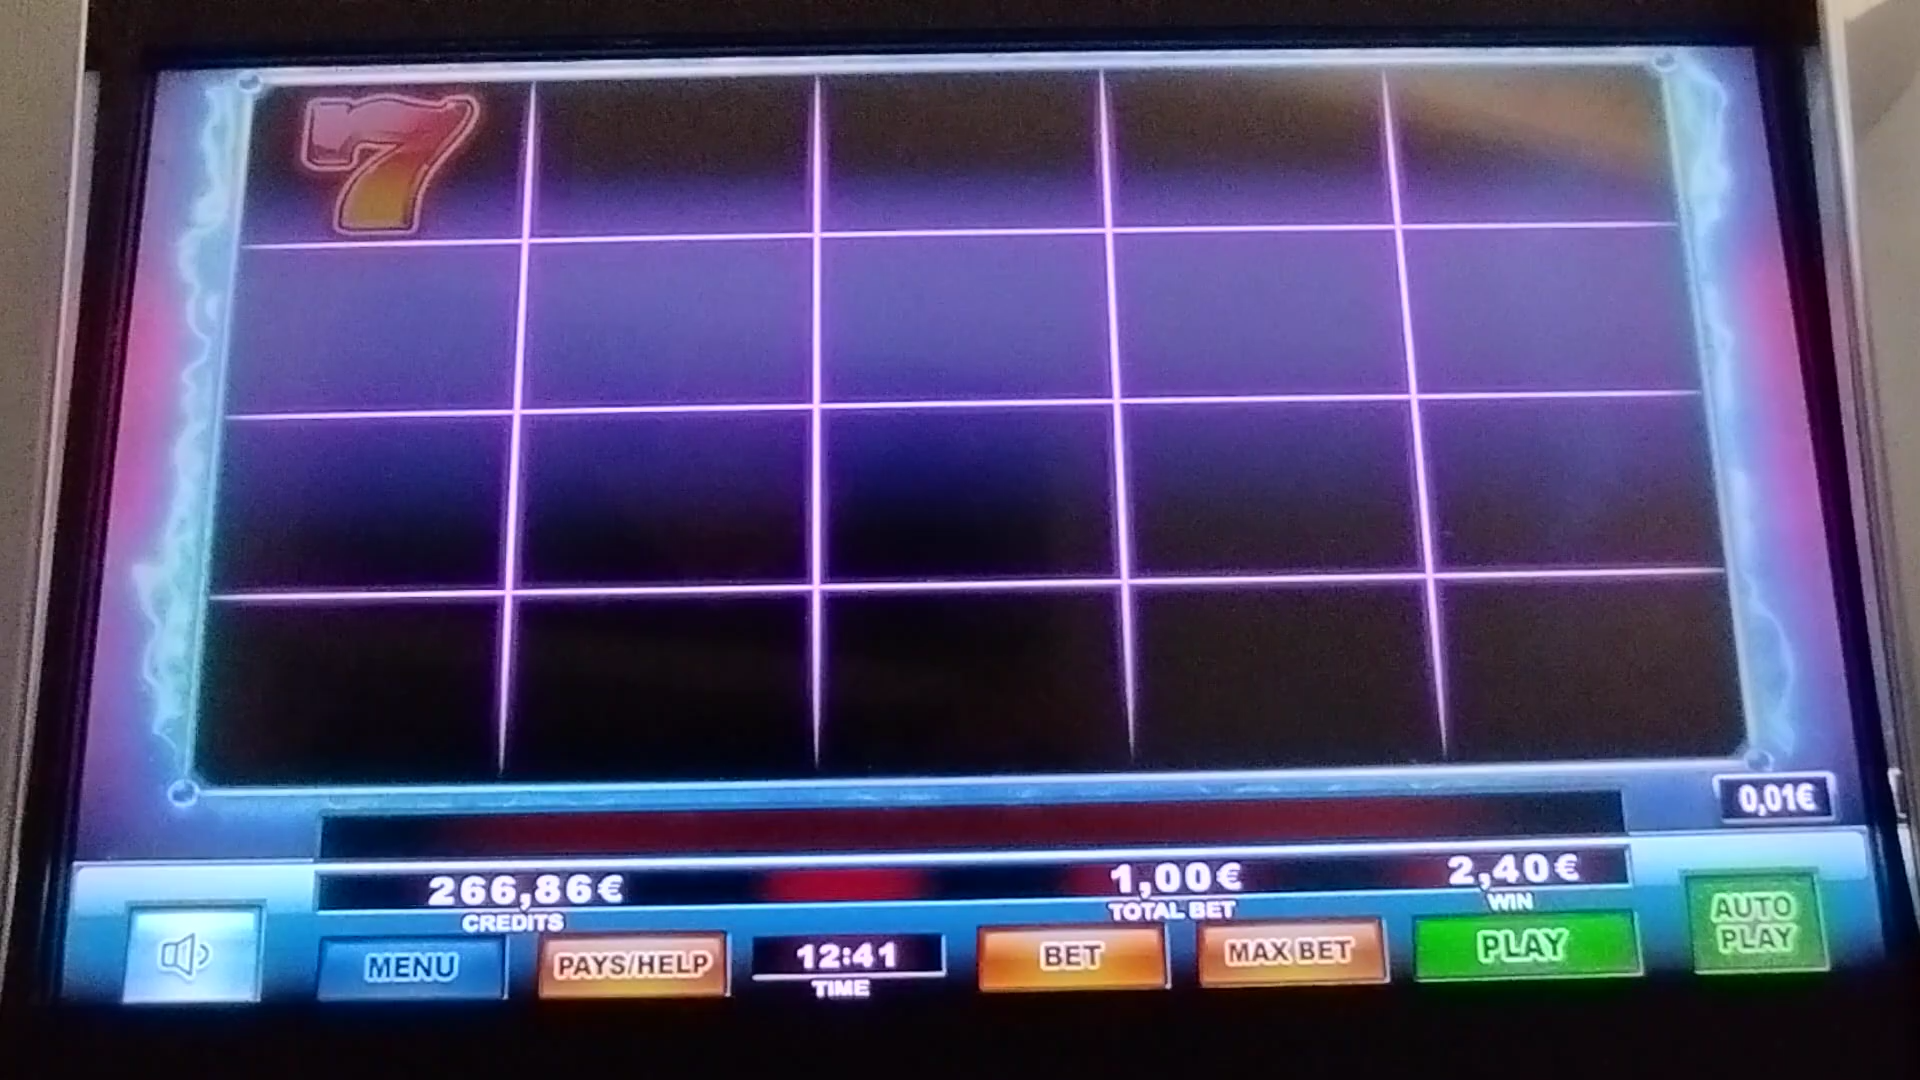 7
0,01€
266,86€
CREDITS
1,00€
TOTAL BET
2,40€
WIN
MENU
PAYS/HELP
12:41
TIME
BET
MAX BET
PLAY
AUTO
PLAY